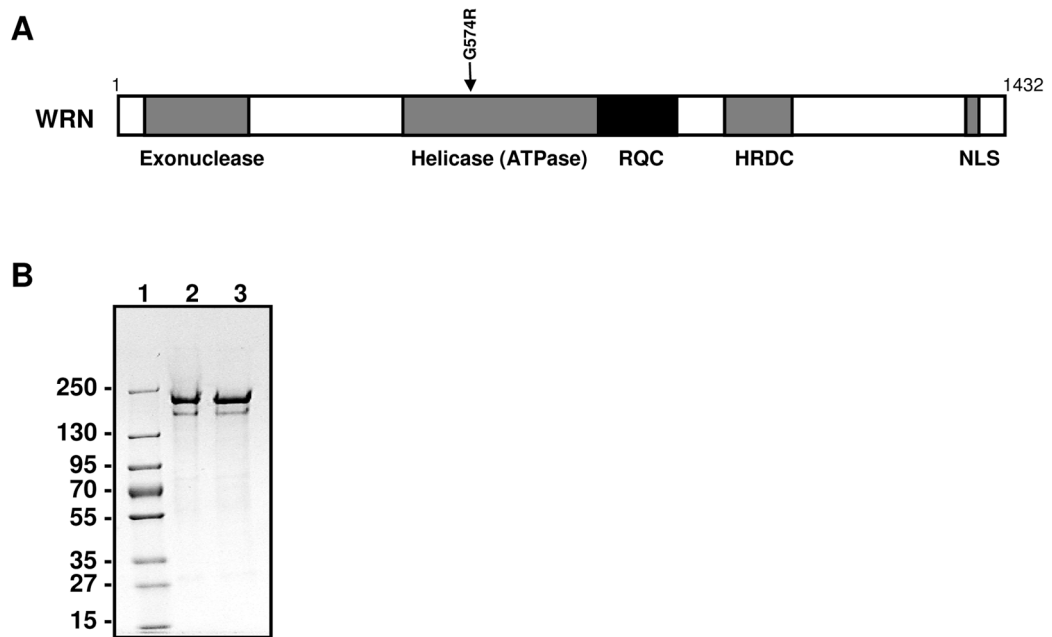 A
G574R
1 1432
WRN
Exonuclease Helicase (ATPase) RQC HRDC NLS
B
1 2 3
250 -
130 -
95 -
70 -
55 -
35 -
27 -
15 -